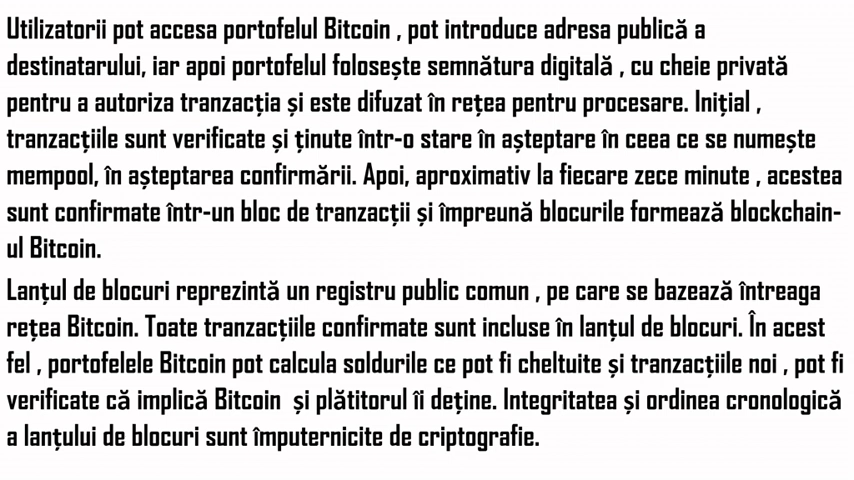 Utilizatorii pot accesa portofelul Bitcoin , pot introduce adresa publică a
destinatarului, iar apoi portofelul folosește semnătura digitală , cu cheie privată
pentru a autoriza tranzacția și este difuzat în rețea pentru procesare. Inițial ,
tranzacțiile sunt verificate și ținute într-o stare în așteptare în ceea ce se numește
mempool, în așteptarea confirmării. Apoi, aproximativ la fiecare zece minute , acestea
sunt confirmate într-un bloc de tranzacții și împreună blocurile formează blockchain-
ul Bitcoin.
Lanțul de blocuri reprezintă un registru public comun , pe care se bazează întreaga
rețea Bitcoin. Toate tranzacțiile confirmate sunt incluse în lanțul de blocuri. În acest
fel , portofelele Bitcoin pot calcula soldurile ce pot fi cheltuite și tranzacțiile noi , pot fi
verificate că implică Bitcoin  și plătitorul îi deține. Integritatea și ordinea cronologică
a lanțului de blocuri sunt împuternicite de criptografie.